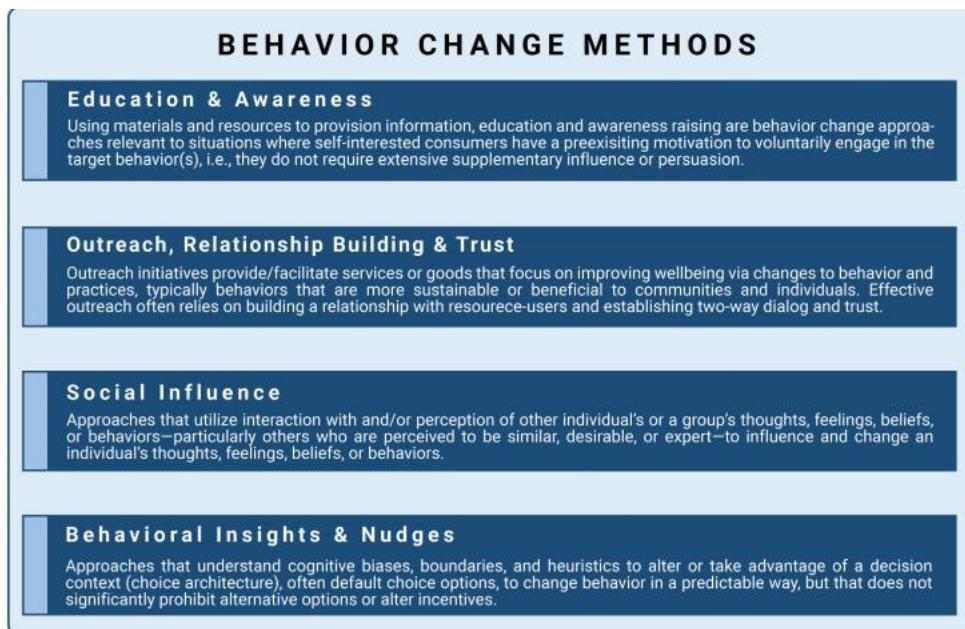 BEHAVIOR CHANGE METHODS
Education & Awareness
Using materials and resources to provision information, education and awareness raising are behavior change approa-
ches relevant to situations where self-interested consumers have a preexisiting motivation to voluntarily engage in the
target behavior(s), i.e., they do not require extensive supplementary influence or persuasion.
Outreach, Relationship Building & Trust
Outreach initiatives provide/facilitate services or goods that focus on improving wellbeing via changes to behavior and
practices, typically behaviors that are more sustainable or beneficial to communities and individuals. Effective
outreach often relies on building a relationship with resourece-users and establishing two-way dialog and trust.
Social Influence
Approaches that utilize interaction with and/or perception of other individual's or a group's thoughts, feelings, beliefs,
or behaviors—particularly others who are perceived to be similar, desirable, or expert—to influence and change an
individual's thoughts, feelings, beliefs, or behaviors.
Behavioral Insights & Nudges
Approaches that understand cognitive biases, boundaries, and heuristics to alter or take advantage of a decision
context (choice architecture), often default choice options, to change behavior in a predictable way, but that does not
significantly prohibit alternative options or alter incentives.